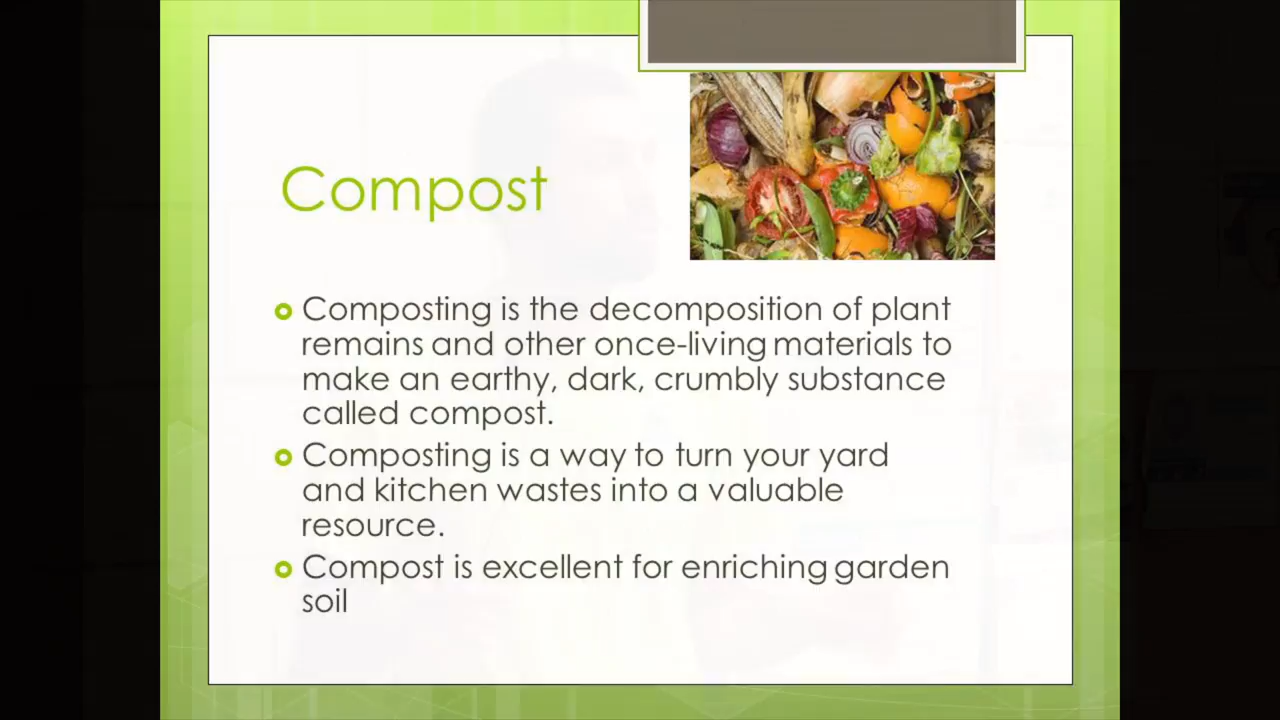 Compost
Composting is the decomposition of plant
remains and other once-living materials to
make an earthy, dark, crumbly substance
called compost.
Composting is a way to turn your yard
and kitchen wastes into a valuable
resource.
Compost is excellent for enriching garden
soil